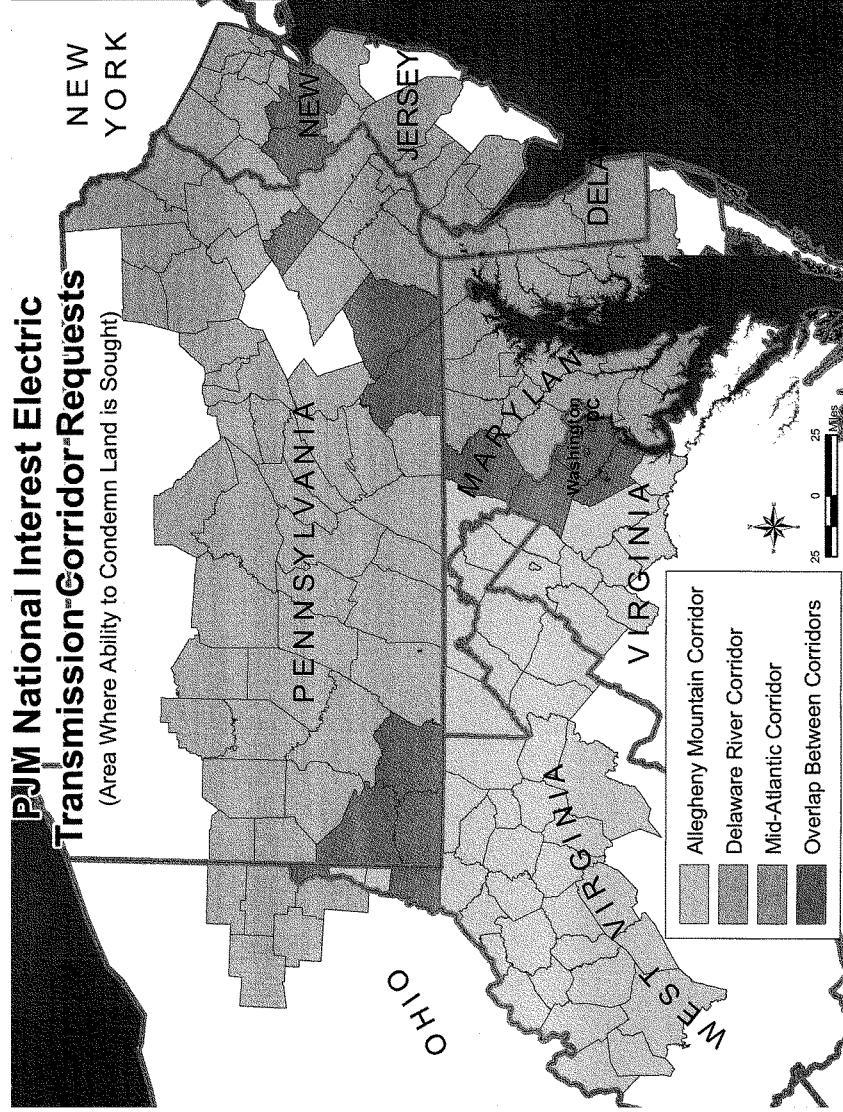 PJM National Interest Electric
Transmission Corridor Requests
(Area Where Ability to Condemn Land is Sought)
NEW
YORK
PENNSYLVANIA
NEW
JERSEY
OHIO
MARYLAN
DELA
Washington
DC
WEST VIRGINIA
VIRGINIA
Allegheny Mountain Corridor
Delaware River Corridor
Mid-Atlantic Corridor
Overlap Between Corridors
25 0 25
Miles